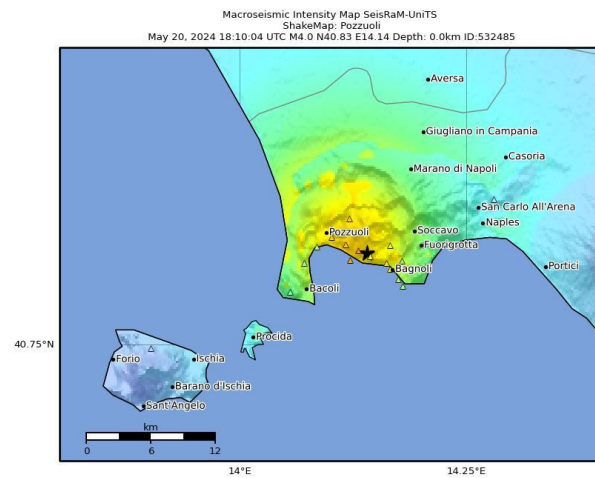 Macroseismic Intensity Map SeisRaM-UniTS
ShakeMap: Pozzuoli
May 20, 2024 18:10:04 UTC M4.0 N40.83 E14.14 Depth: 0.0km ID:532485
Aversa
Giugliano in Campania
Casoria
Marano di Napoli
San Carlo All'Arena
Naples
Pozzuoli
Soccavo
Fuorigrotta
Portici
Bagnoli
Bacoli
40.75°N
Procida
Forio
Ischia
Barano d'Ischia
Sant'Angelo
km
0 6 12
14°E 14.25°E